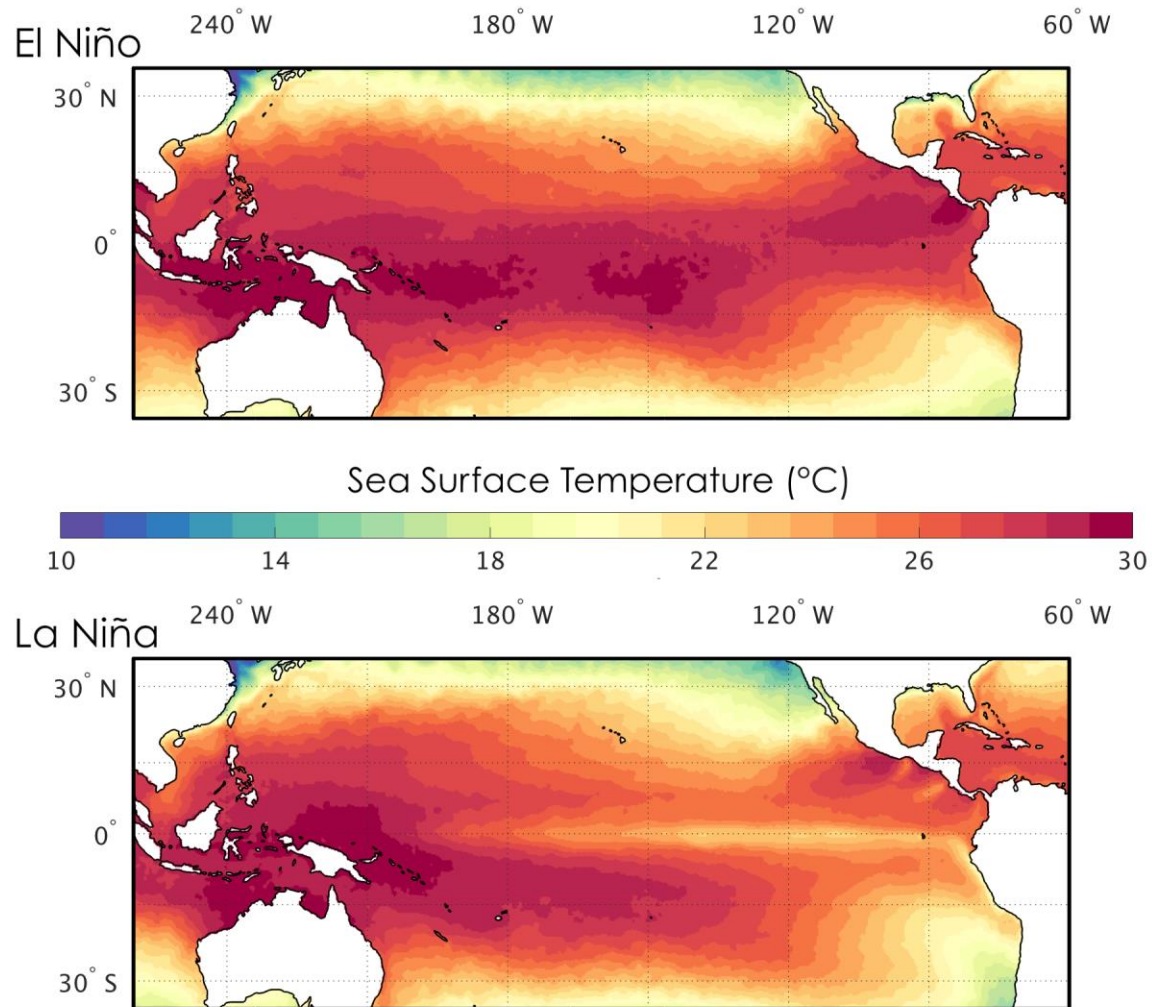 240° W 180° W 120° W 60° W
El Niño
30° N
0°
30° S
Sea Surface Temperature (°C)
10 14 18 22 26 30
240° W 180° W 120° W 60° W
La Niña
30° N
0°
30° S